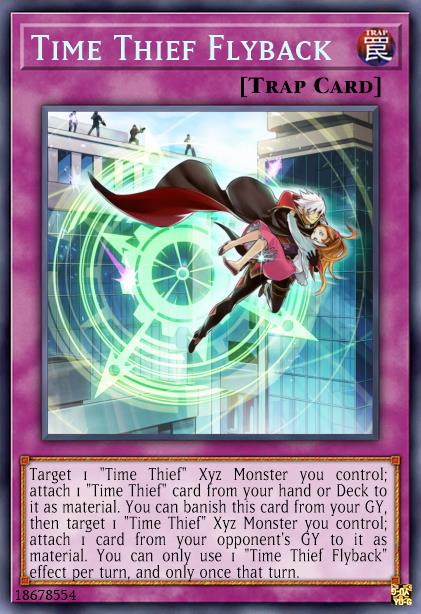 Time Thief Flyback
TRAP
罠
[Trap Card]
Target 1 "Time Thief" Xyz Monster you control;
attach 1 "Time Thief" card from your hand or Deck to
it as material. You can banish this card from your GY,
then target 1 "Time Thief" Xyz Monster you control;
attach 1 card from your opponent's GY to it as
material. You can only use 1 "Time Thief Flyback"
effect per turn, and only once that turn.
18678554